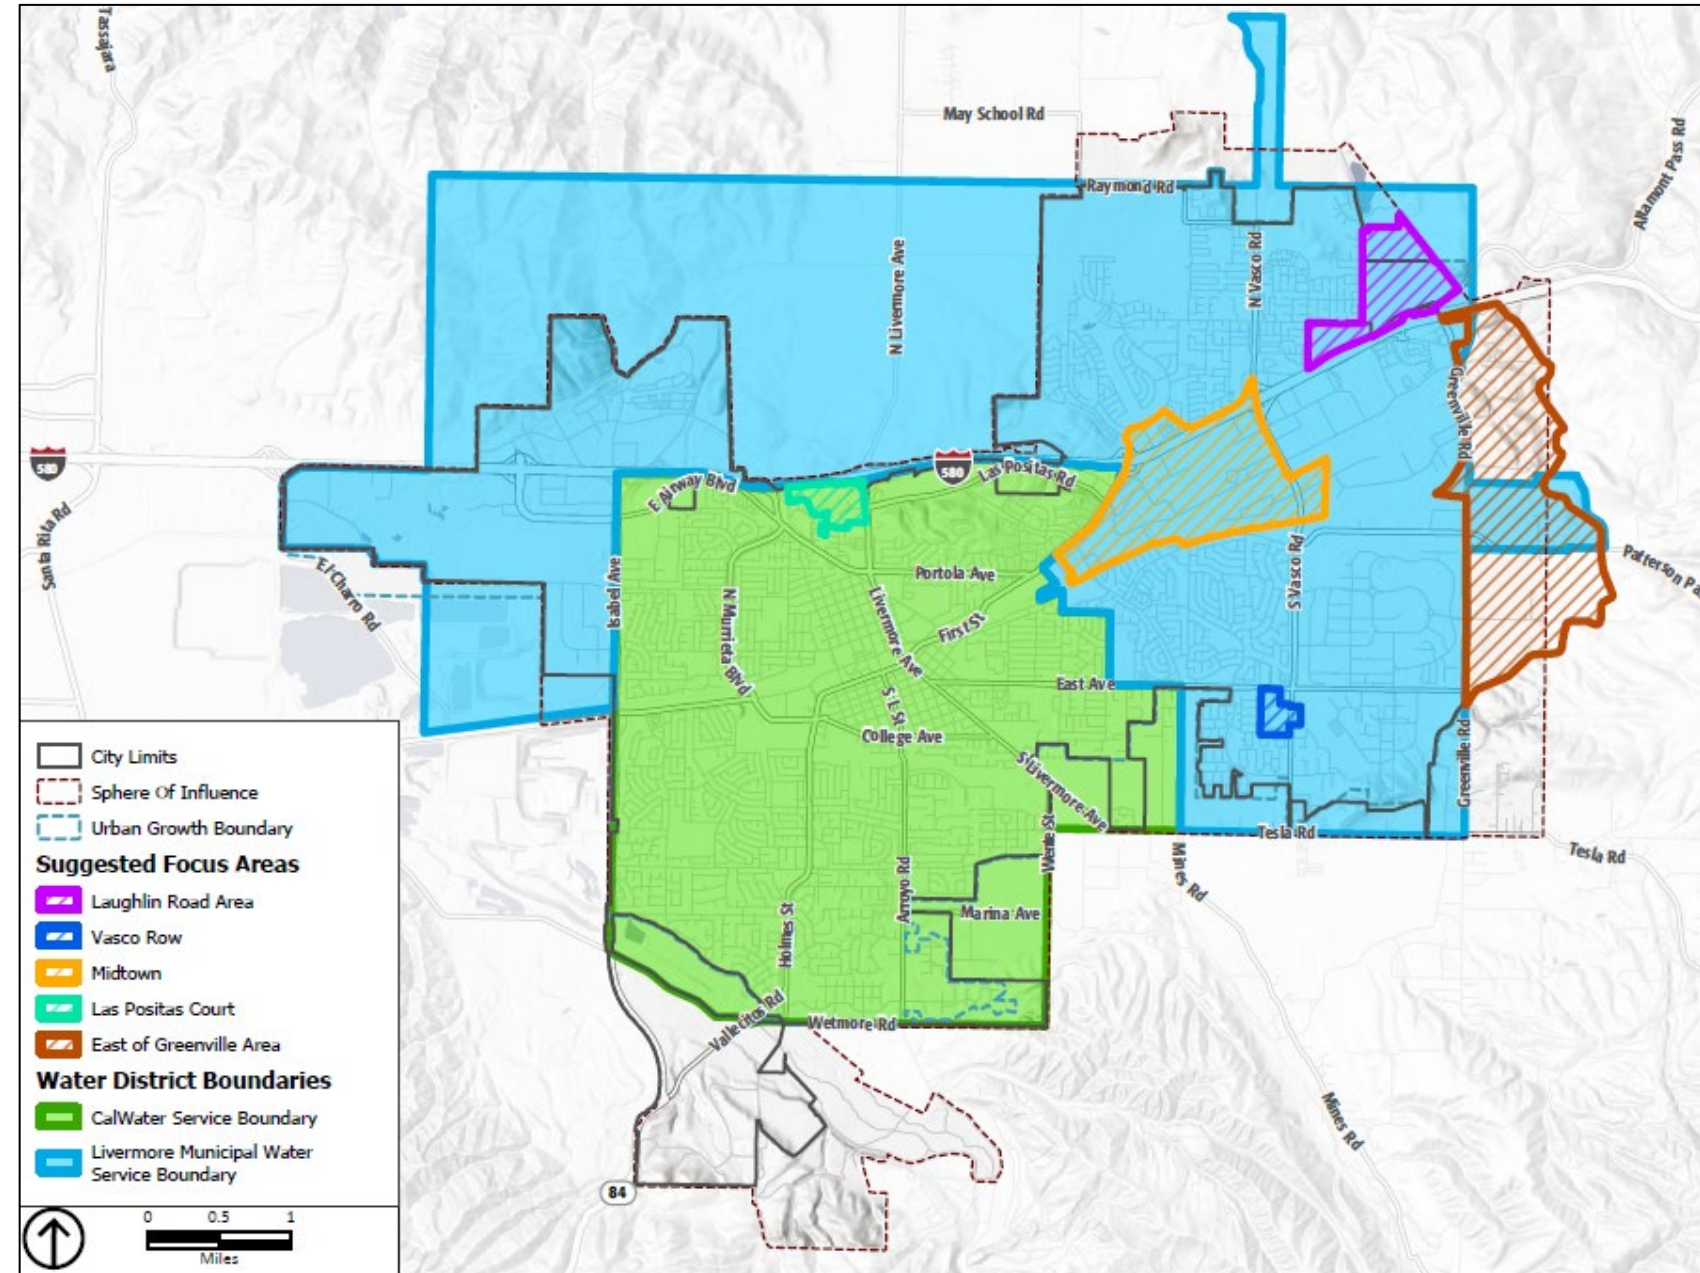 Tassajara
May School Rd
Altamont Pass Rd
Raymond Rd
N Vasco Rd
N Livermore Ave
Greenville Rd
580
580
Las Positas Rd
E Airway Blvd
Santa Rita Rd
El Charro Rd
Isabel Ave
Portola Ave
S Vasco Rd
Patterson Pa
N Murrieta Blvd
Livermore Ave
First St
East Ave
S L St
College Ave
S Livermore Ave
Greenville Rd
Tesla Rd
Tesla Rd
Wente St
Mines Rd
Arroyo Rd
Marina Ave
Holmes St
Vallecitos Rd
Wetmore Rd
Mines Rd
84
City Limits
Sphere Of Influence
Urban Growth Boundary
Suggested Focus Areas
Laughlin Road Area
Vasco Row
Midtown
Las Positas Court
East of Greenville Area
Water District Boundaries
CalWater Service Boundary
Livermore Municipal Water
Service Boundary
0 0.5 1
Miles